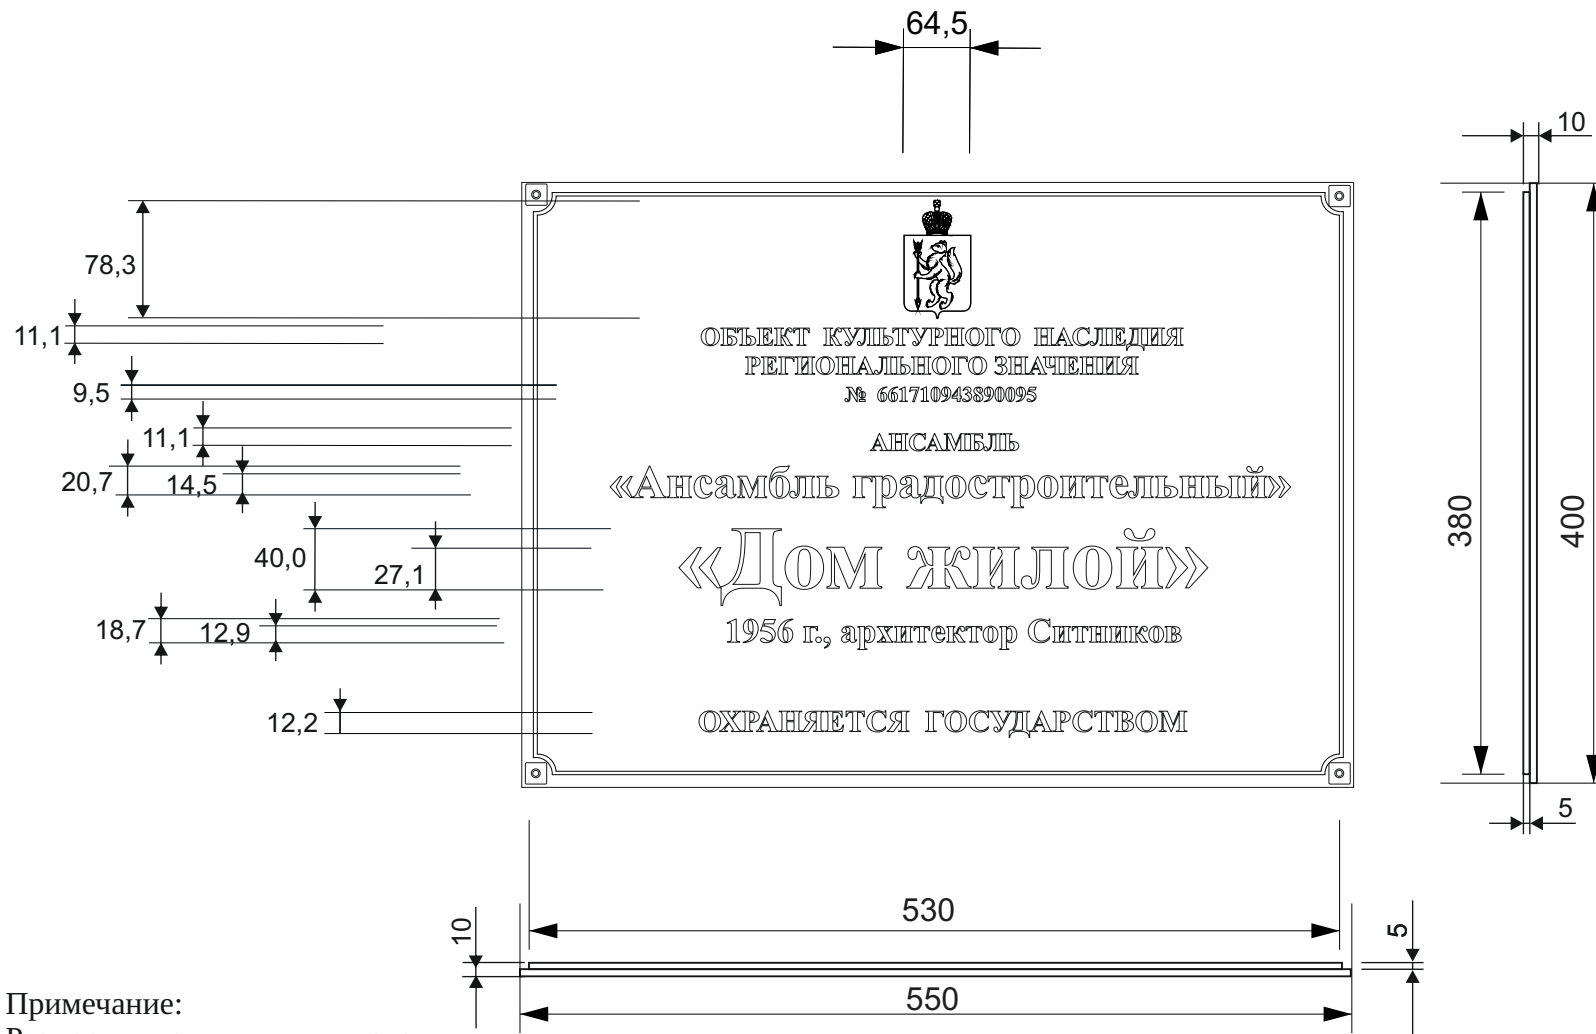 64,5
10
78,3
11,1
ОБЪЕКТ КУЛЬТУРНОГО НАСЛЕДИЯ
РЕГИОНАЛЬНОГО ЗНАЧЕНИЯ
9,5
№ 661710943890095
11,1
АНСАМБЛЬ
20,7
14,5
«Ансамбль градостроительный»
380
400
40,0
27,1
«Дом жилой»
18,7
12,9
1956 г., архитектор Ситников
12,2
ОХРАНЯЕТСЯ ГОСУДАРСТВОМ
5
530
10
5
550
Примечание: